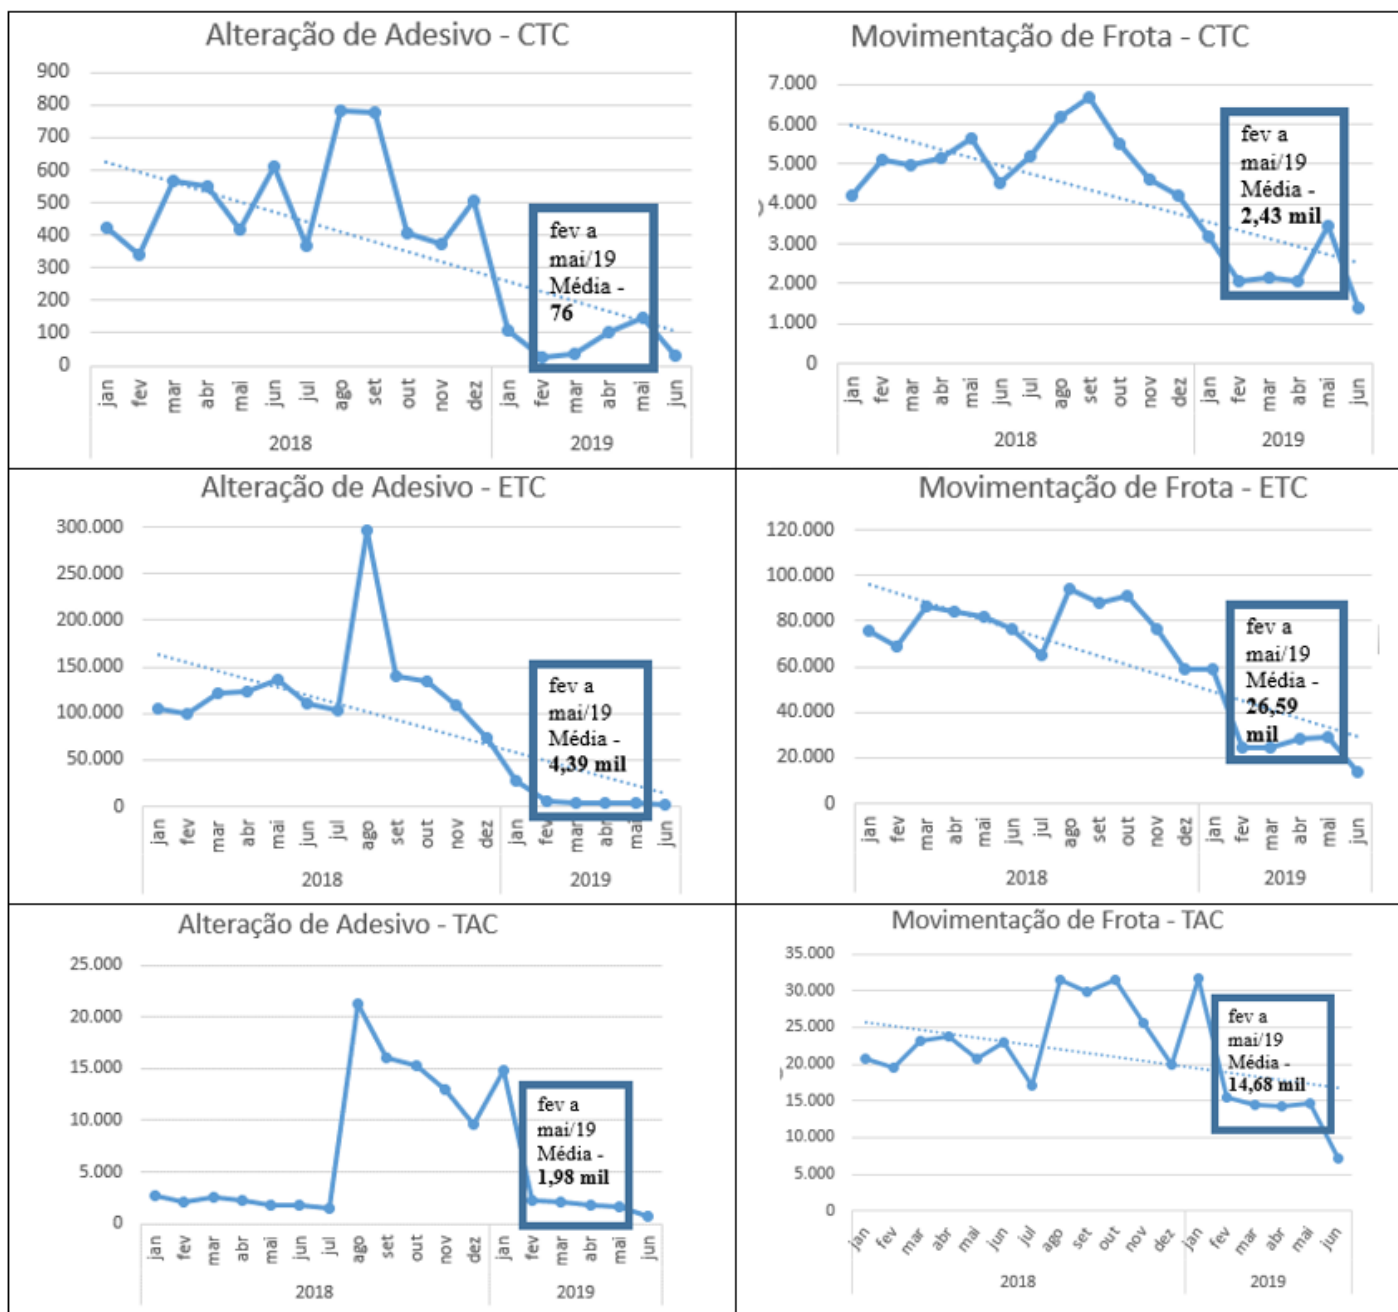 Alteração de Adesivo - CTC
900
800
700
600
500
400
300
200
100
0
fev a
mai/19
Média -
76
jan fev mar abr mai jun jul ago set out nov dez jan fev mar abr mai jun
2018 2019
Movimentação de Frota - CTC
7.000
6.000
5.000
4.000
3.000
2.000
1.000
0
fev a
mai/19
Média -
2,43 mil
jan fev mar abr mai jun jul ago set out nov dez jan fev mar abr mai jun
2018 2019
Alteração de Adesivo - ETC
300.000
250.000
200.000
150.000
100.000
50.000
0
fev a
mai/19
Média -
4,39 mil
jan fev mar abr mai jun jul ago set out nov dez jan fev mar abr mai jun
2018 2019
Movimentação de Frota - ETC
120.000
100.000
80.000
60.000
40.000
20.000
0
fev a
mai/19
Média -
26,59
mil
jan fev mar abr mai jun jul ago set out nov dez jan fev mar abr mai jun
2018 2019
Alteração de Adesivo - TAC
25.000
20.000
15.000
10.000
5.000
0
fev a
mai/19
Média -
1,98 mil
jan fev mar abr mai jun jul ago set out nov dez jan fev mar abr mai jun
2018 2019
Movimentação de Frota - TAC
35.000
30.000
25.000
20.000
15.000
10.000
5.000
0
fev a
mai/19
Média -
14,68 mil
jan fev mar abr mai jun jul ago set out nov dez jan fev mar abr mai jun
2018 2019